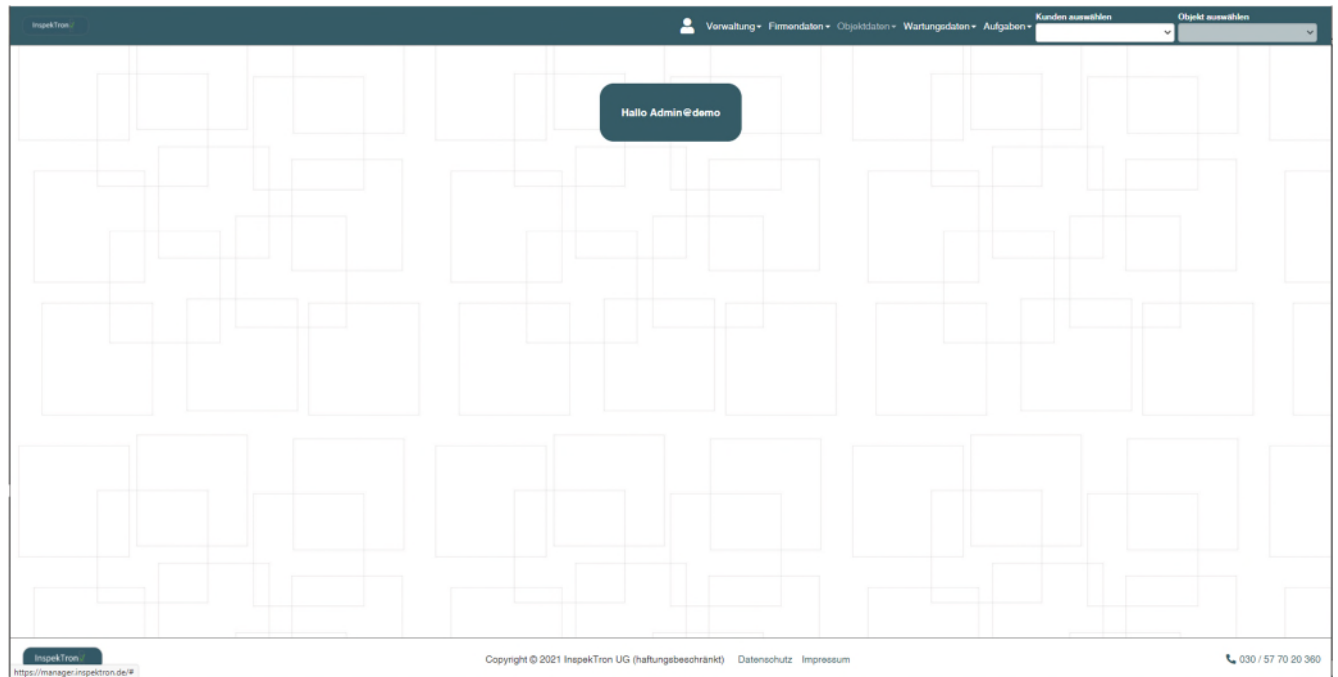 InspekTron
Verwaltung Firmendaten Objektdaten Wartungsdaten Aufgaben Kunden auswählen Objekt auswählen
Hallo Admin@demo
InspekTron
https://manager.inspektron.de/#
Copyright © 2021 InspekTron UG (haftungsbeschränkt) Datenschutz Impressum
030 / 57 70 20 360